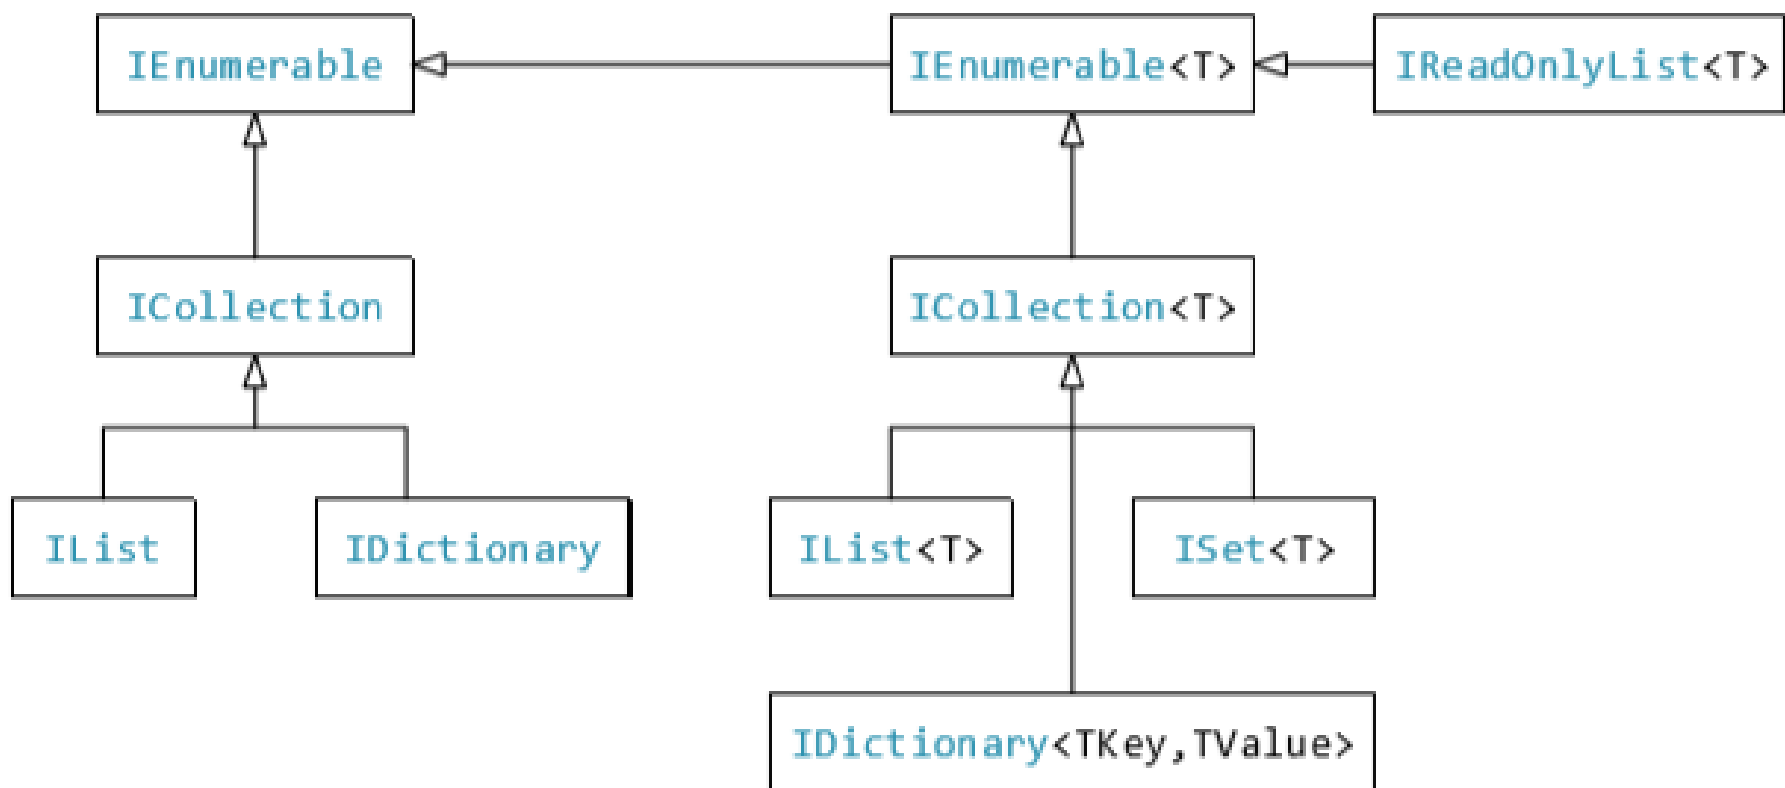 IEnumerable
IEnumerable<T>
IReadOnlyList<T>
ICollection
ICollection<T>
IList
IDictionary
IList<T>
ISet<T>
IDictionary<TKey,TValue>